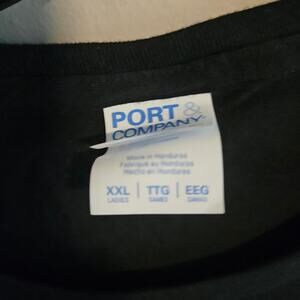 PORT &
COMPANY
Made in Honduras
Fabriqué au Honduras
Hecho en Honduras
XXL | TTG | EEG
LADIES DAMES DAMAS